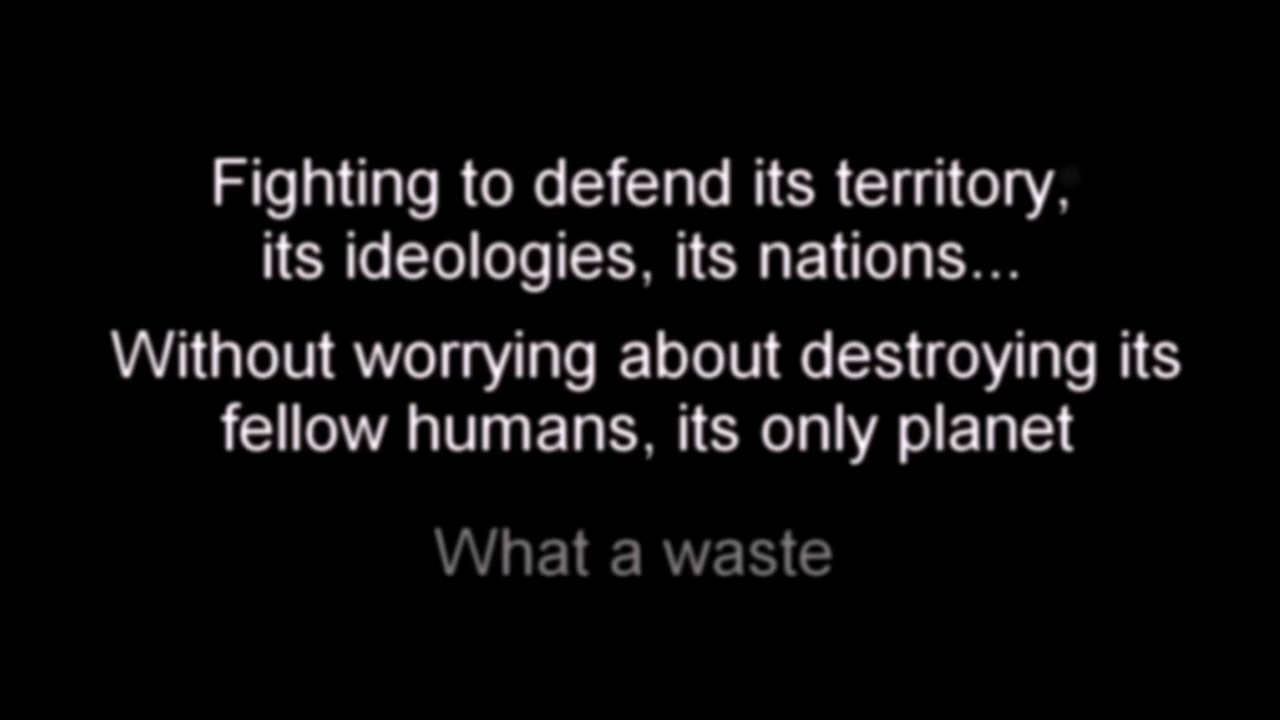 Fighting to defend its territory,
its ideologies, its nations...
Without worrying about destroying its
fellow humans, its only planet
What a waste